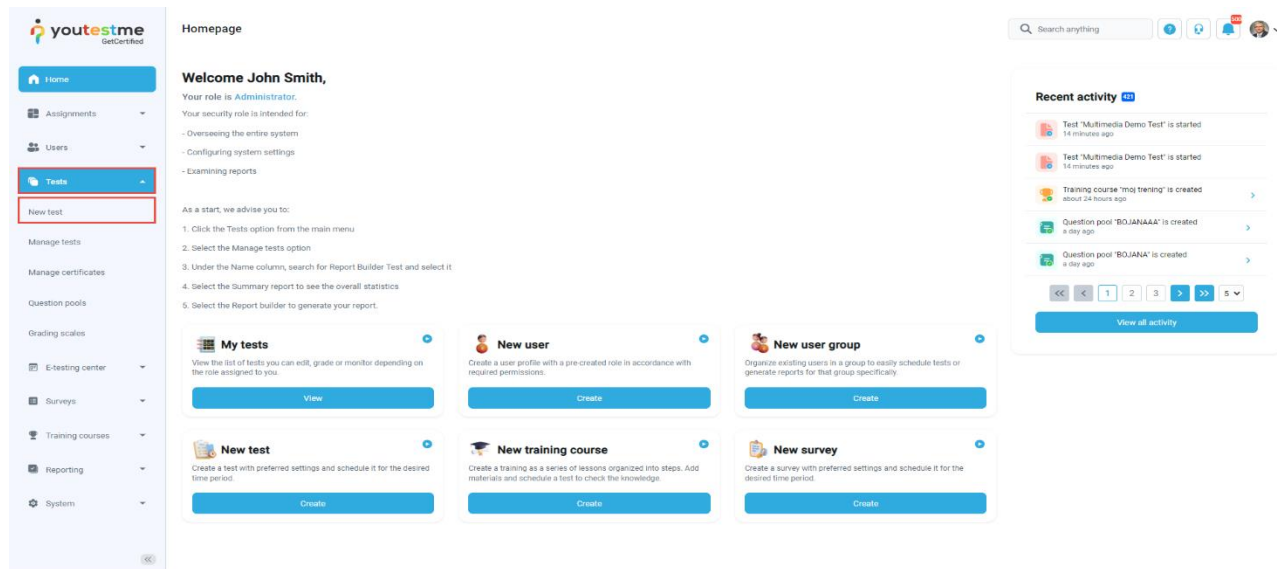 youtestme
GetCertified
Homepage
Search anything
?
500
Home
Assignments
Users
Tests
New test
Manage tests
Manage certificates
Question pools
Grading scales
E-testing center
Surveys
Training courses
Reporting
System
Welcome John Smith,
Your role is Administrator.
Your security role is intended for:
- Overseeing the entire system
- Configuring system settings
- Examining reports
As a start, we advise you to:
1. Click the Tests option from the main menu
2. Select the Manage tests option
3. Under the Name column, search for Report Builder Test and select it
4. Select the Summary report to see the overall statistics
5. Select the Report builder to generate your report.
My tests
View the list of tests you can edit, grade or monitor depending on
the role assigned to you.
View
New user
Create a user profile with a pre-created role in accordance with
required permissions.
Create
New user group
Organize existing users in a group to easily schedule tests or
generate reports for that group specifically.
Create
New test
Create a test with preferred settings and schedule it for the desired
time period.
Create
New training course
Create a training as a series of lessons organized into steps. Add
materials and schedule a test to check the knowledge.
Create
New survey
Create a survey with preferred settings and schedule it for the
desired time period.
Create
Recent activity 421
Test "Multimedia Demo Test" is started
14 minutes ago
Test "Multimedia Demo Test" is started
14 minutes ago
Training course "moj trening" is created
about 24 hours ago
Question pool "BOJANAAA" is created
a day ago
Question pool "BOJANA" is created
a day ago
<< < 1 2 3 > >> 5
View all activity